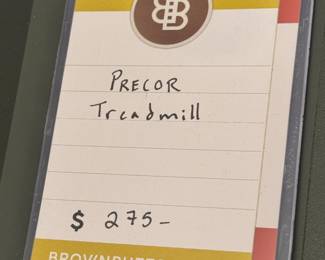 PRECOR
Treadmill
$ 275-